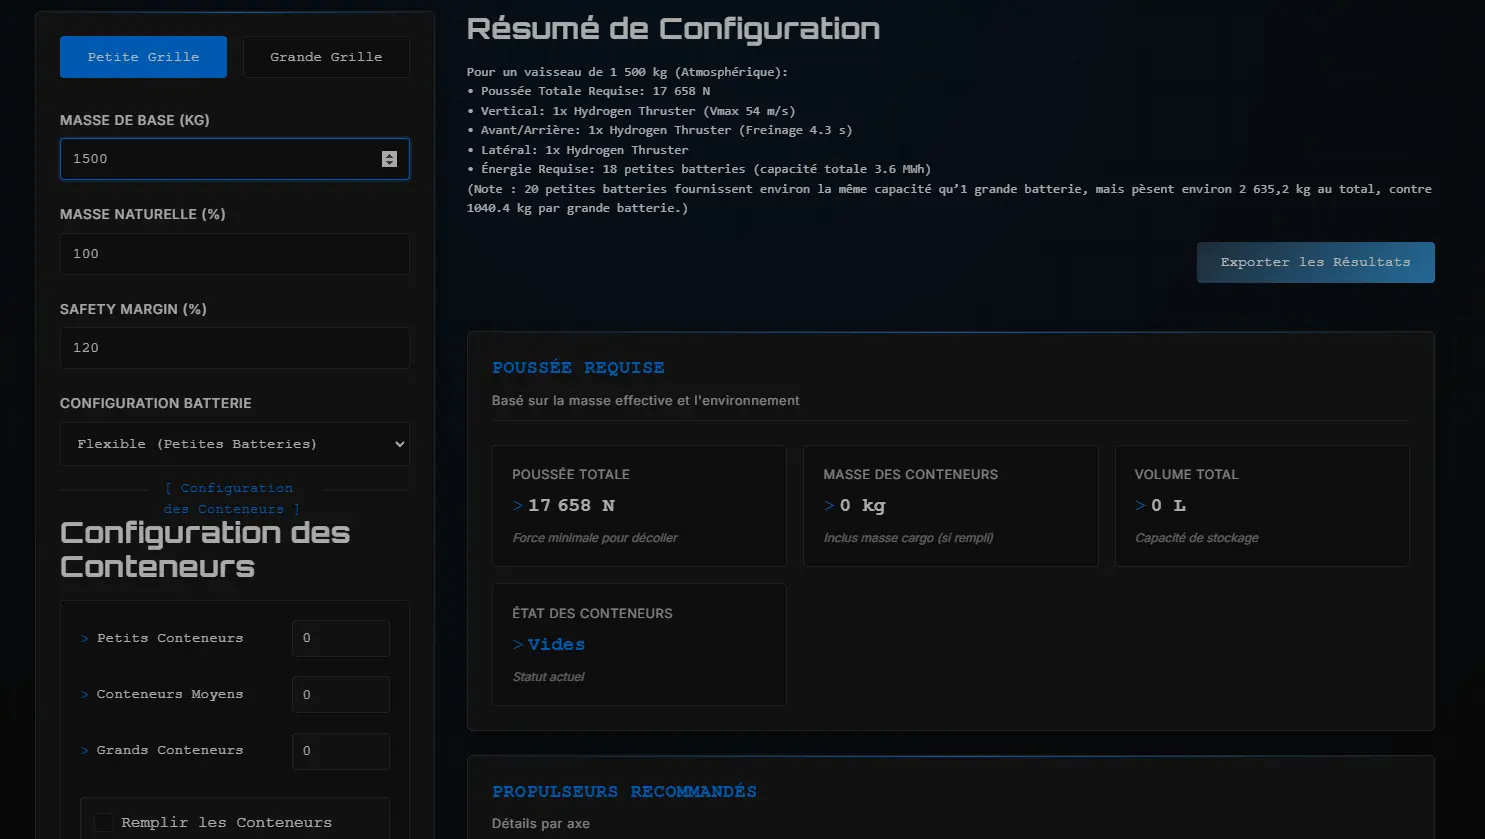 Petite Grille
Grande Grille
MASSE DE BASE (KG)
1500
MASSE NATURELLE (%)
100
SAFETY MARGIN (%)
120
CONFIGURATION BATTERIE
Flexible (Petites Batteries)
[ Configuration
des Conteneurs ]
Configuration des
Conteneurs
> Petits Conteneurs
0
> Conteneurs Moyens
0
> Grands Conteneurs
0
Remplir les Conteneurs
Résumé de Configuration
Pour un vaisseau de 1 500 kg (Atmosphérique):
• Poussée Totale Requise: 17 658 N
• Vertical: 1x Hydrogen Thruster (Vmax 54 m/s)
• Avant/Arrière: 1x Hydrogen Thruster (Freinage 4.3 s)
• Latéral: 1x Hydrogen Thruster
• Énergie Requise: 18 petites batteries (capacité totale 3.6 MWh)
(Note : 20 petites batteries fournissent environ la même capacité qu’1 grande batterie, mais pèsent environ 2 635,2 kg au total, contre
1040.4 kg par grande batterie.)
Exporter les Résultats
POUSSÉE REQUISE
Basé sur la masse effective et l'environnement
POUSSÉE TOTALE
> 17 658 N
Force minimale pour décoller
MASSE DES CONTENEURS
> 0 kg
Inclus masse cargo (si rempli)
VOLUME TOTAL
> 0 L
Capacité de stockage
ÉTAT DES CONTENEURS
> Vides
Statut actuel
PROPULSEURS RECOMMANDÉS
Détails par axe